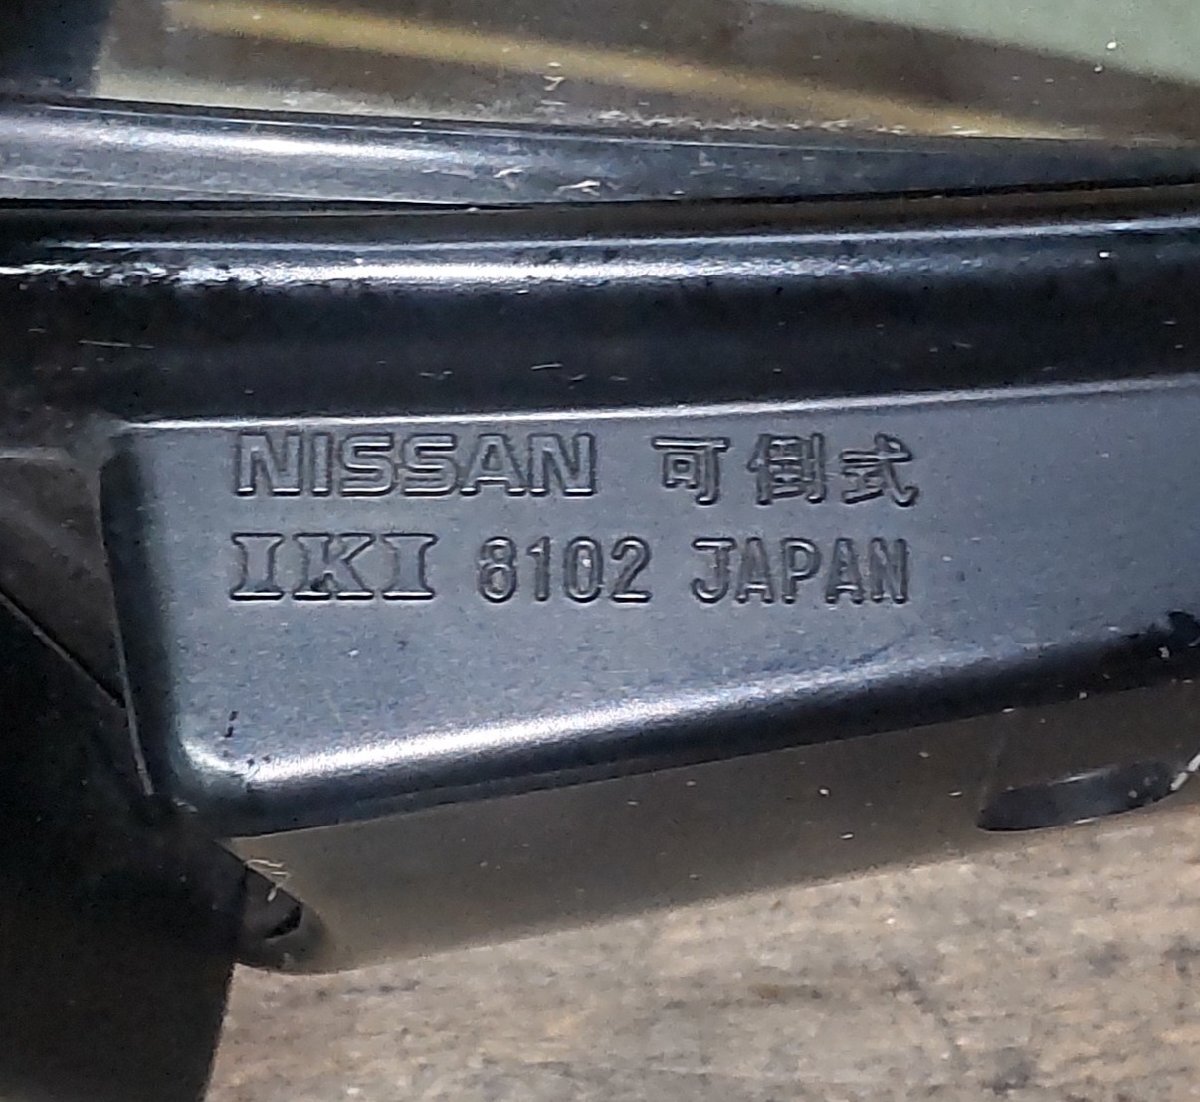 NISSAN 可倒式
IKI 8102 JAPAN